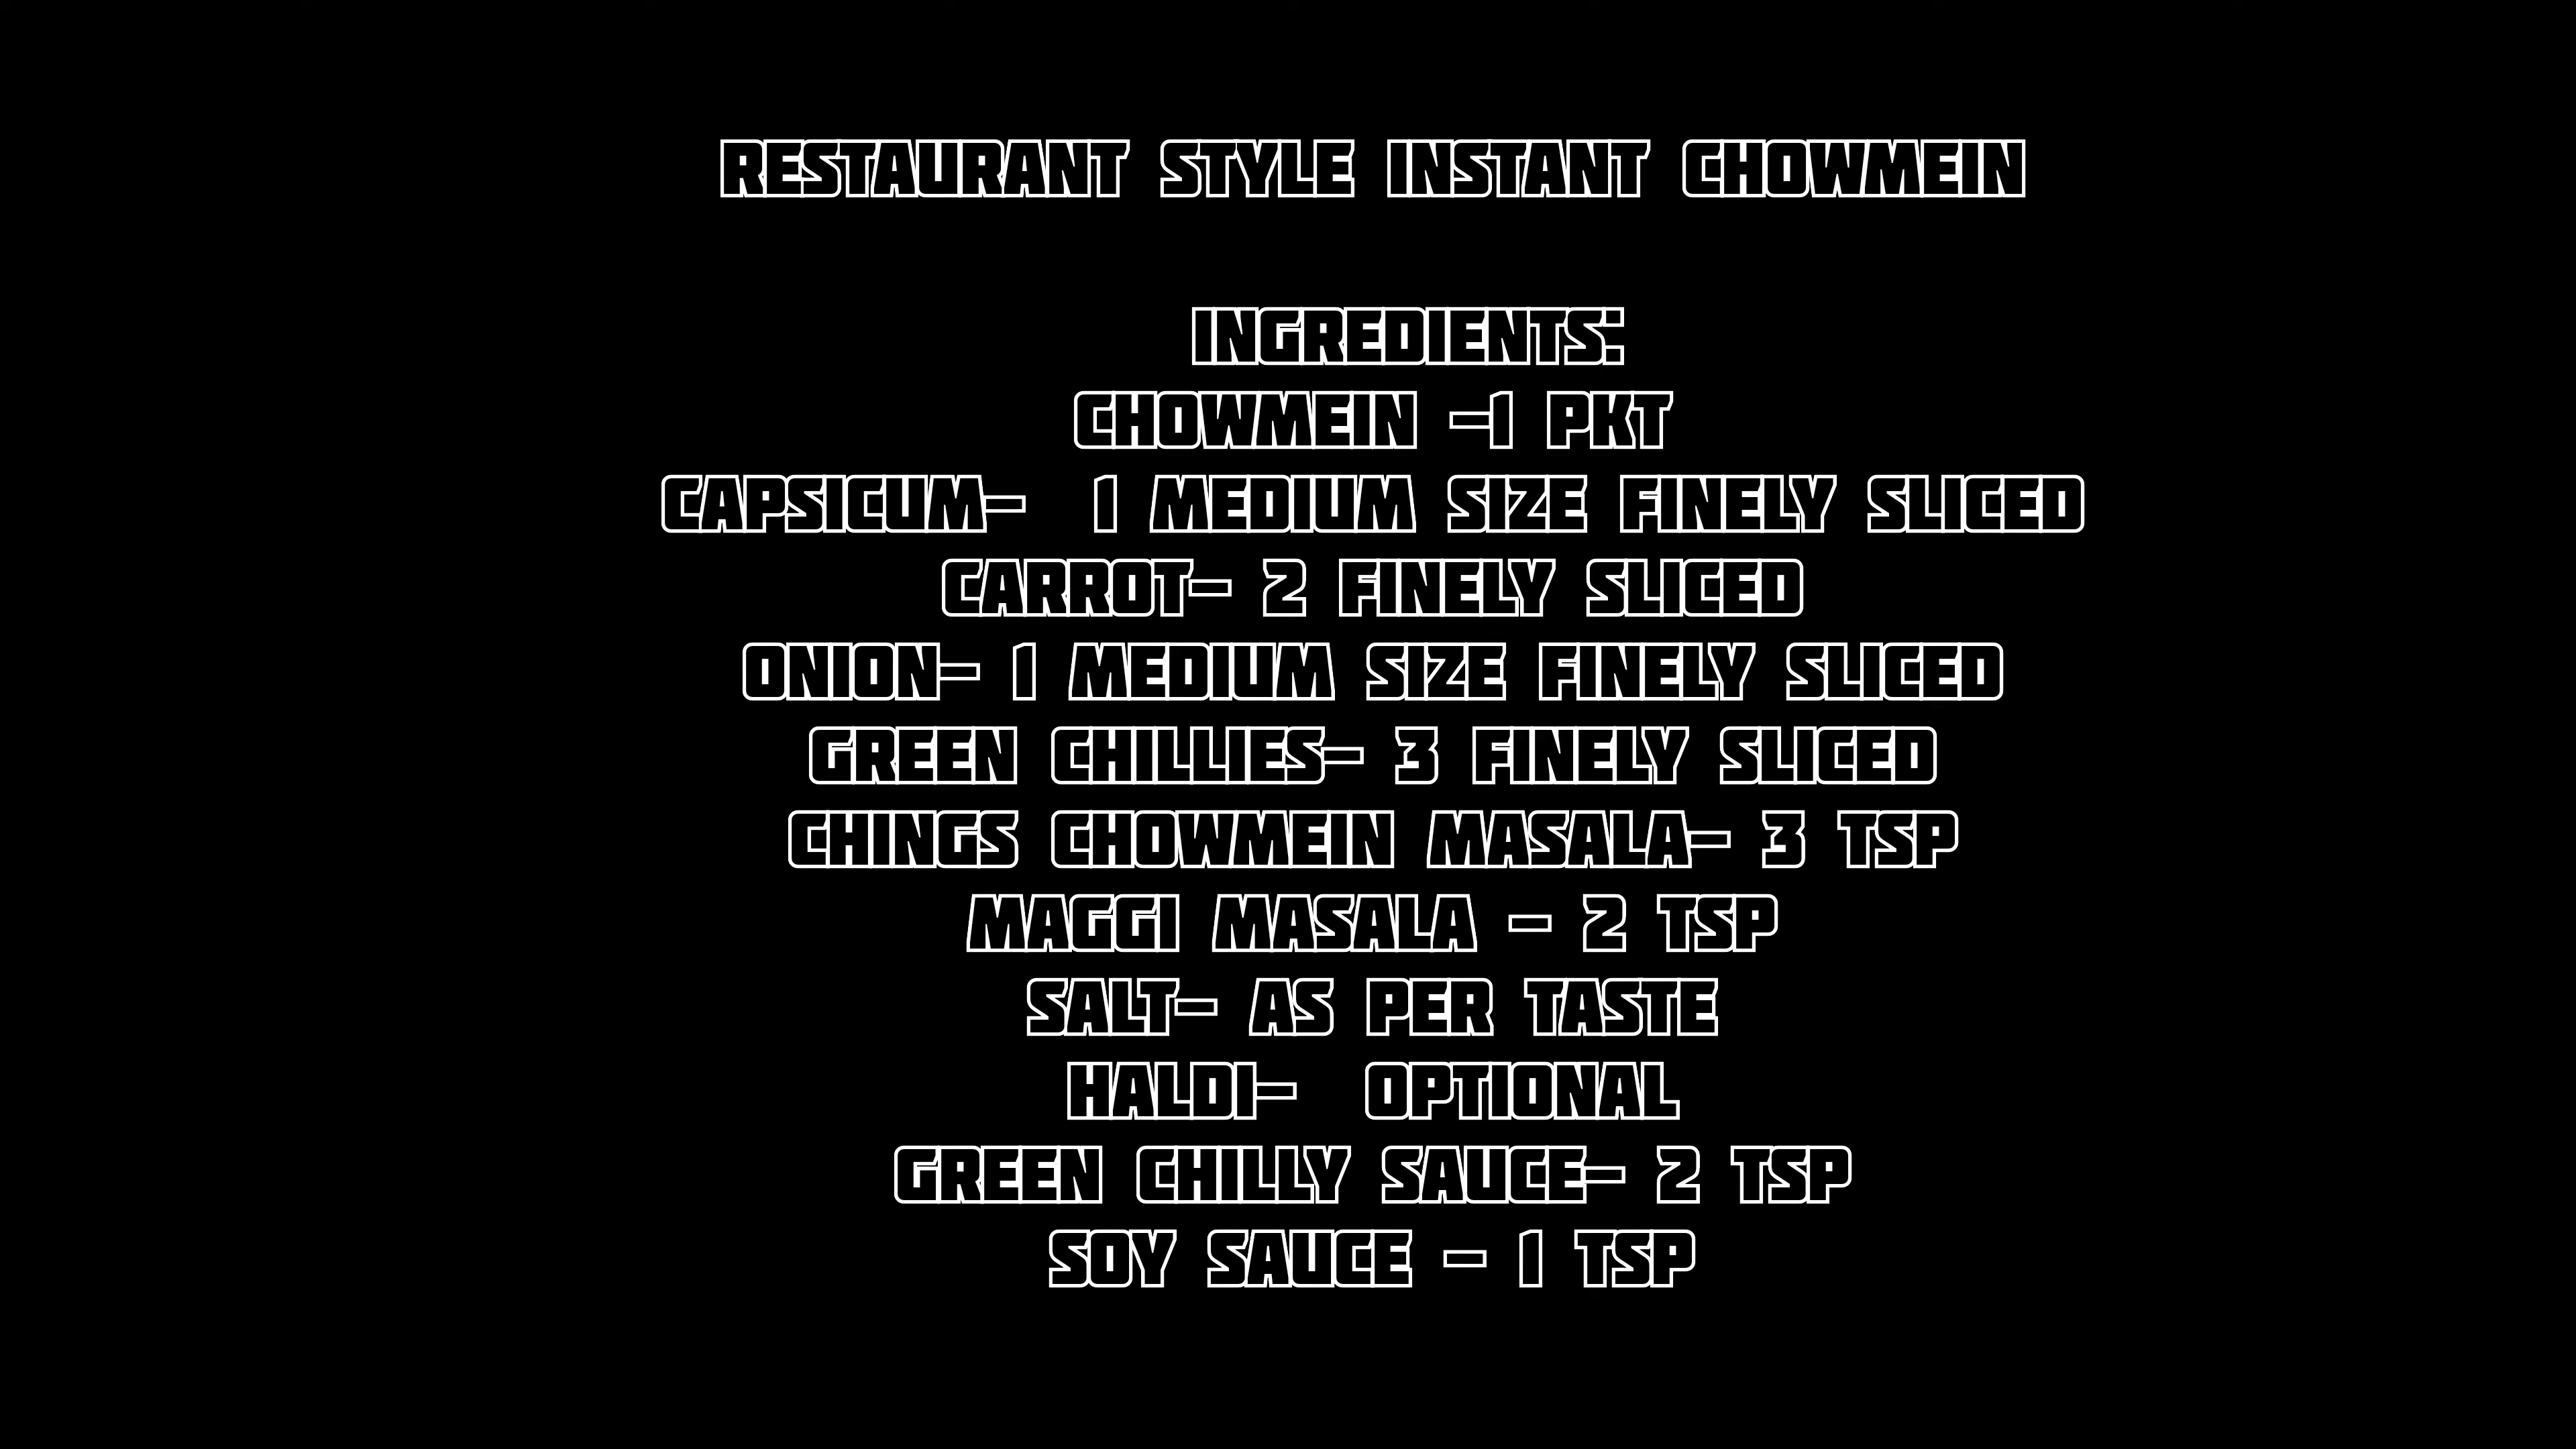 RESTAURANT STYLE INSTANT CHOWMEIN
INGREDIENTS:
CHOWMEIN -1 PKT
CAPSICUM-  1 MEDIUM SIZE FINELY SLICED
CARROT- 2 FINELY SLICED
ONION- 1 MEDIUM SIZE FINELY SLICED
GREEN CHILLIES- 3 FINELY SLICED
CHINGS CHOWMEIN MASALA- 3 TSP
MAGGI MASALA - 2 TSP
SALT- AS PER TASTE
HALDI-  OPTIONAL
GREEN CHILLY SAUCE- 2 TSP
SOY SAUCE - 1 TSP